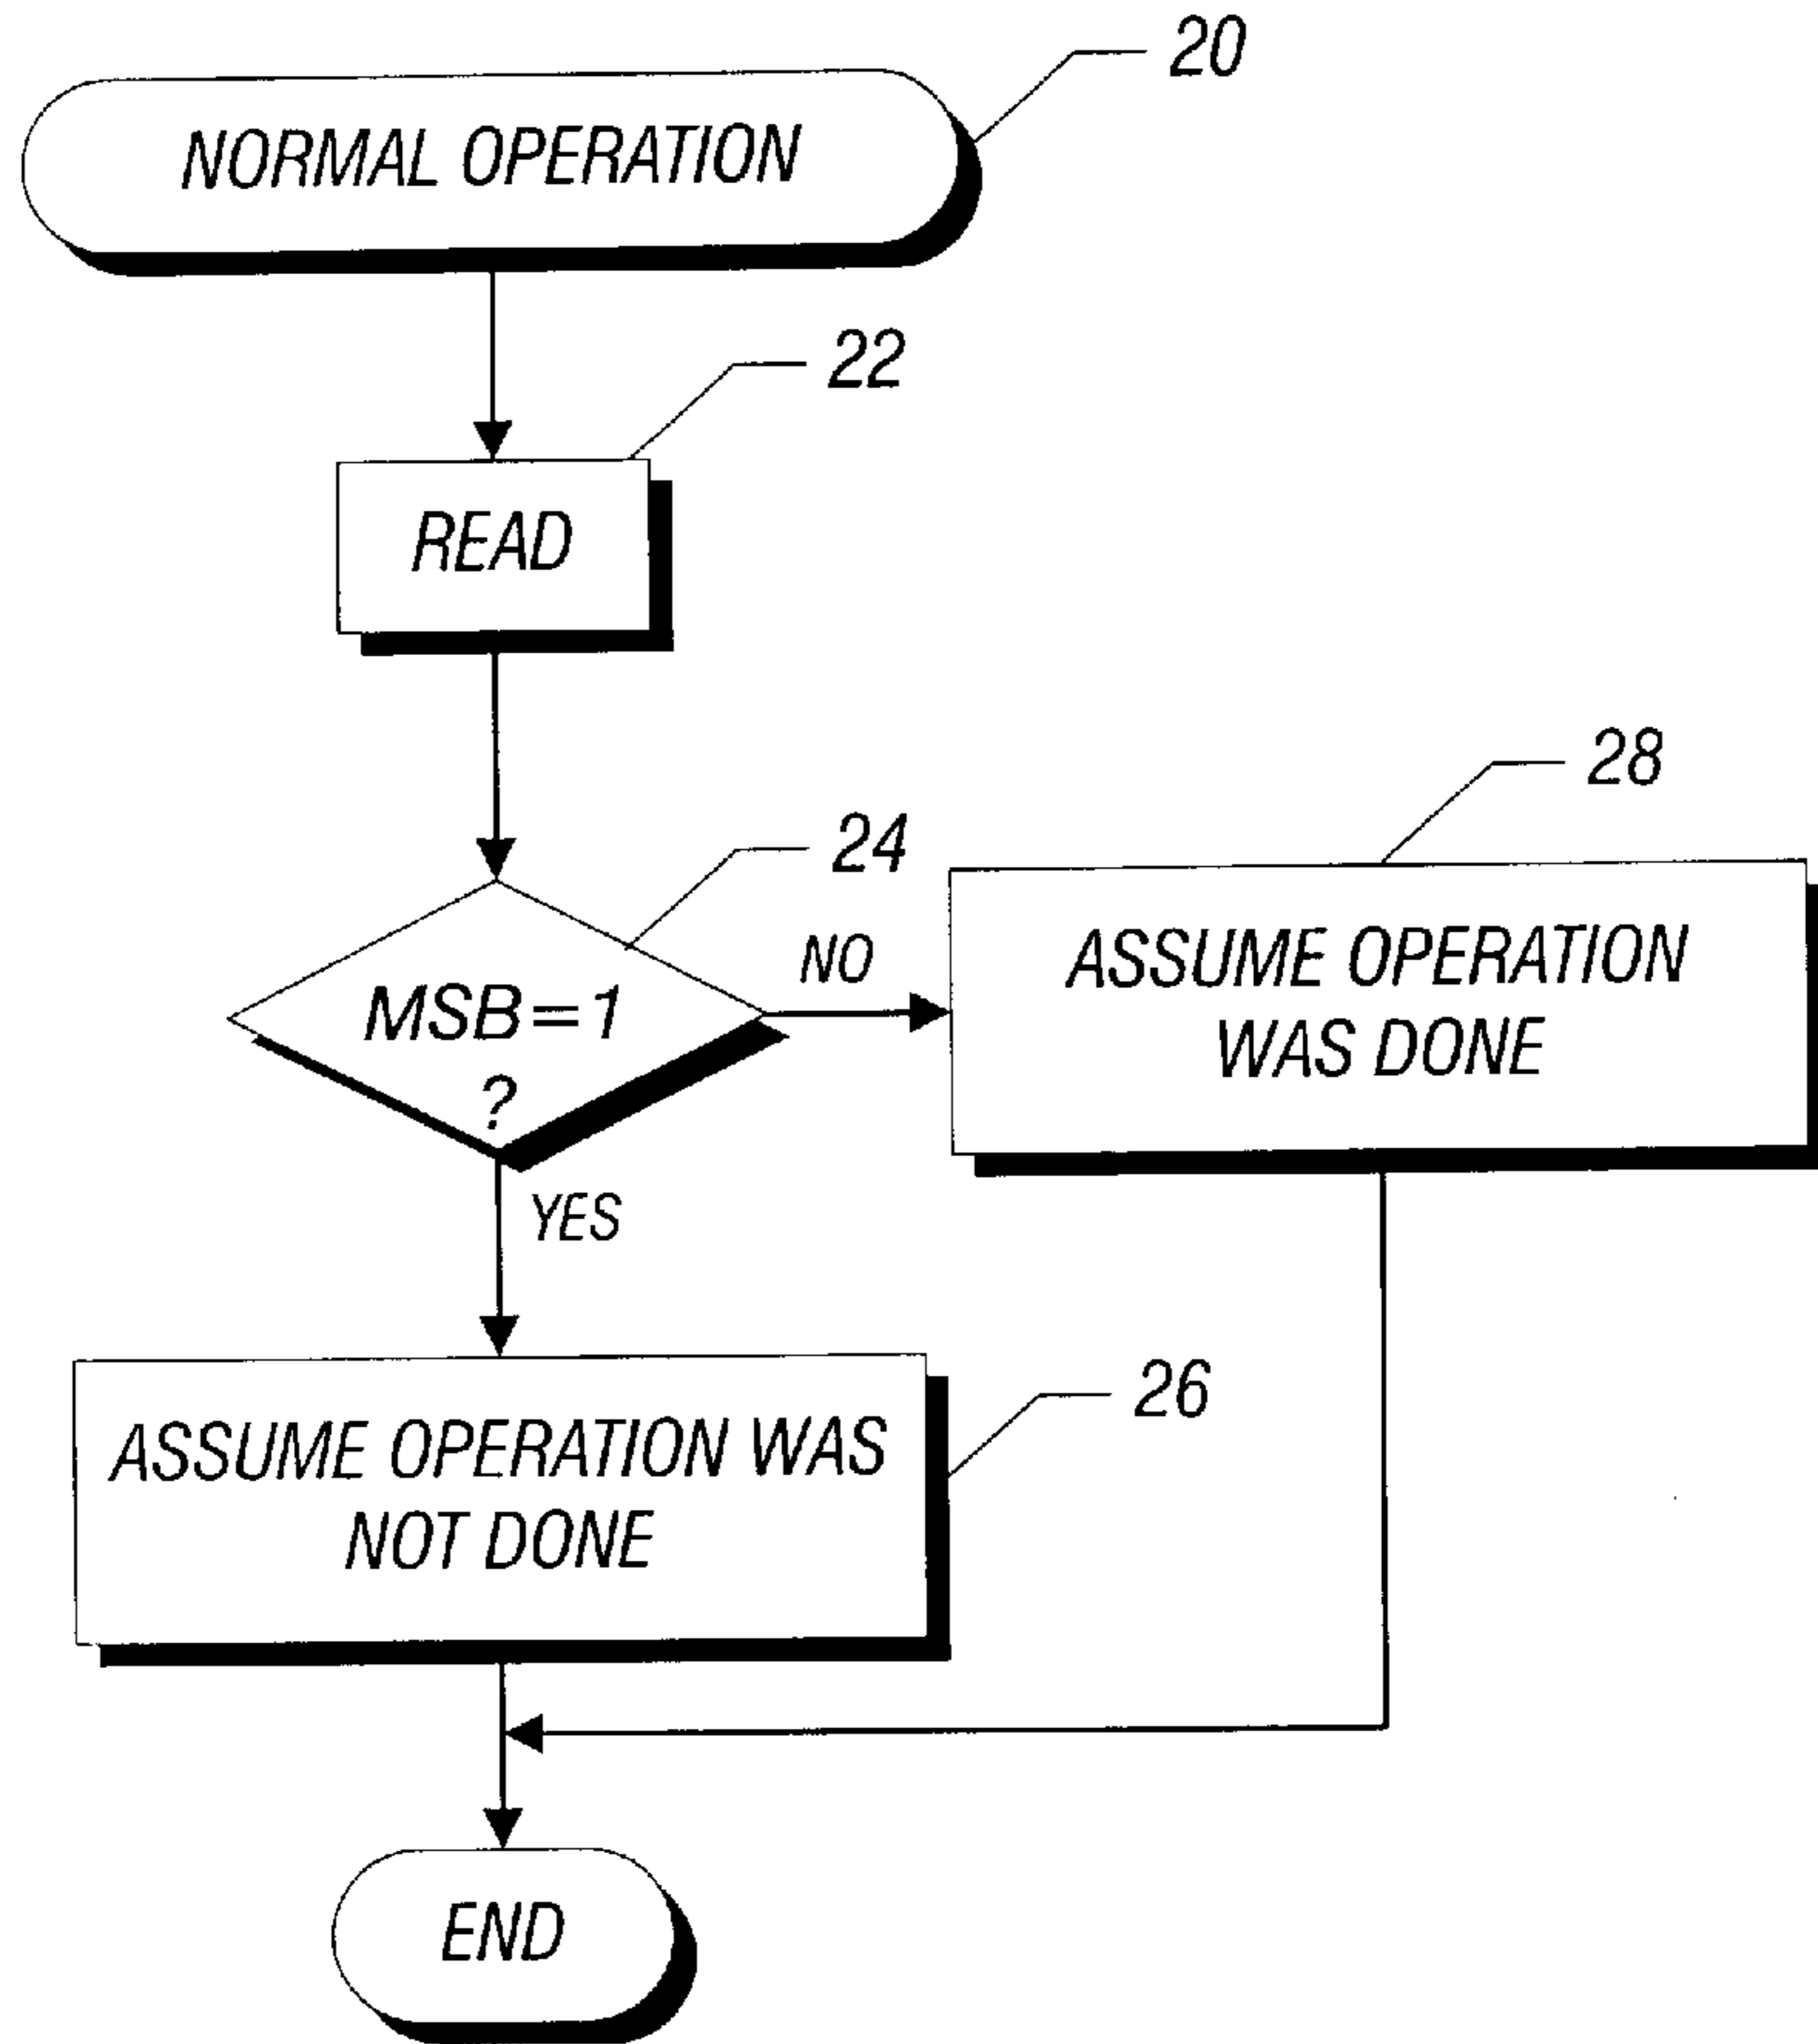 20
NORMAL OPERATION
22
READ
24
MSB=1
?
NO
28
ASSUME OPERATION
WAS DONE
YES
26
ASSUME OPERATION WAS
NOT DONE
END